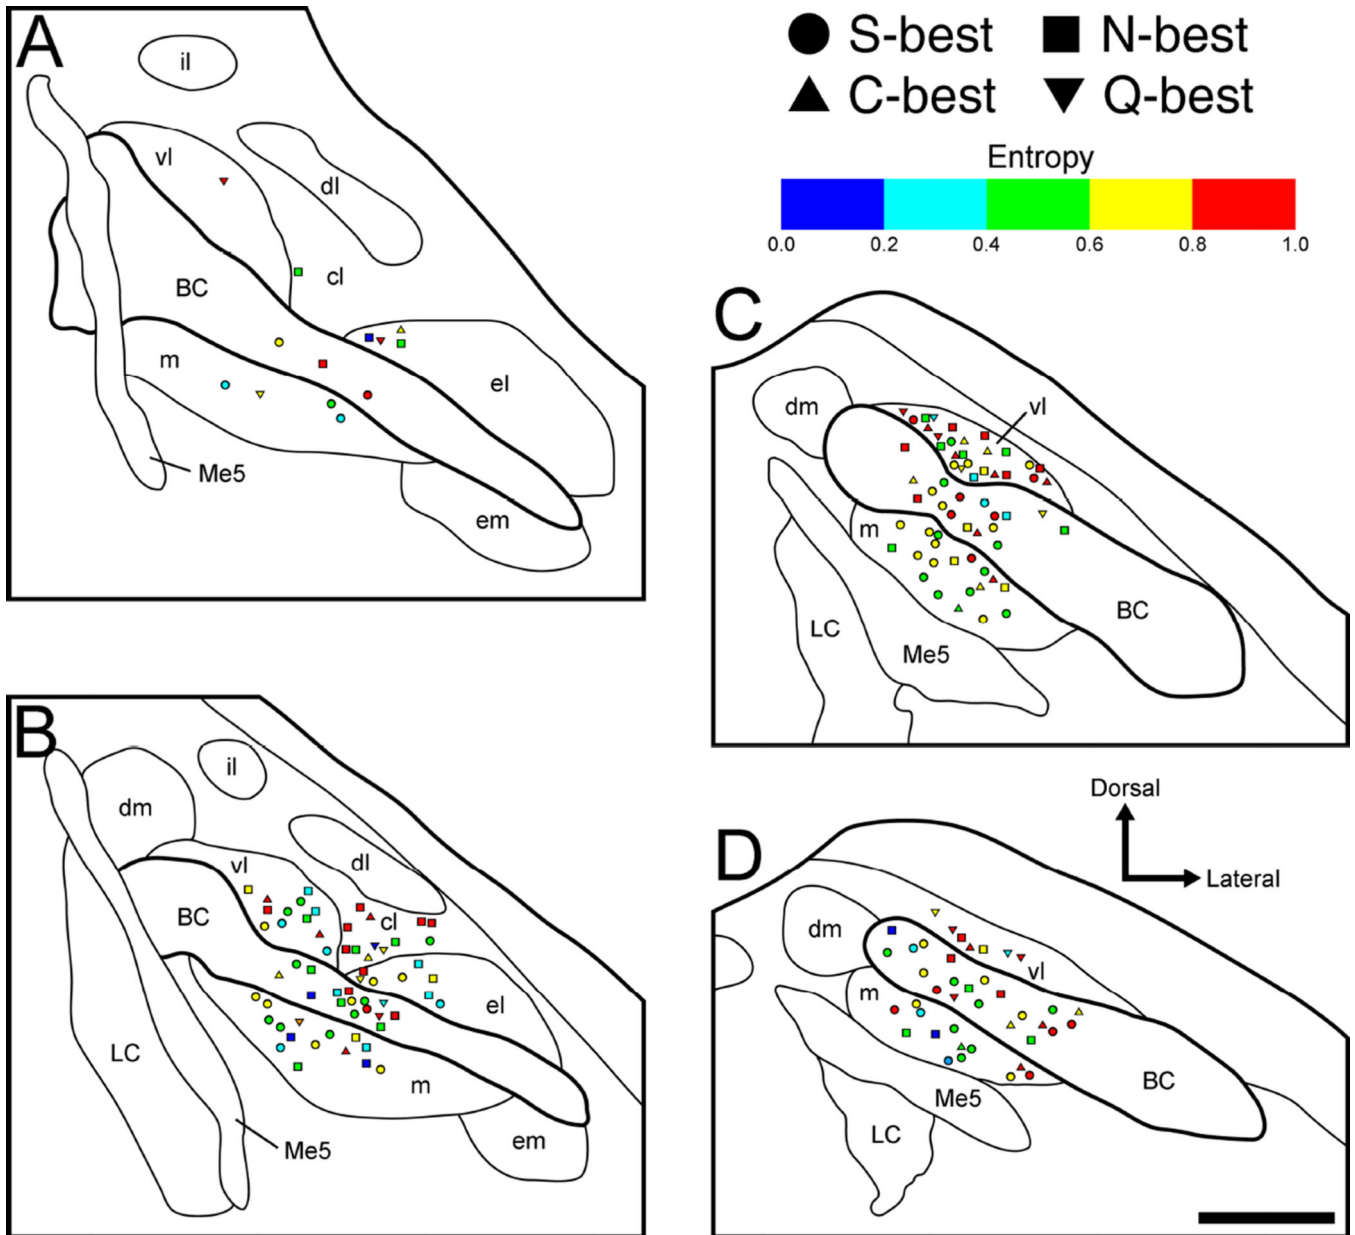 A
il
vl
dl
cl
BC
m
el
Me5
em
S-best N-best
C-best Q-best
Entropy
0.0 0.2 0.4 0.6 0.8 1.0
C
dm
vl
m
LC
Me5
BC
B
il
dm
vl
dl
BC
cl
el
LC
m
Me5
em
Dorsal
Lateral
D
dm
vl
m
BC
Me5
LC